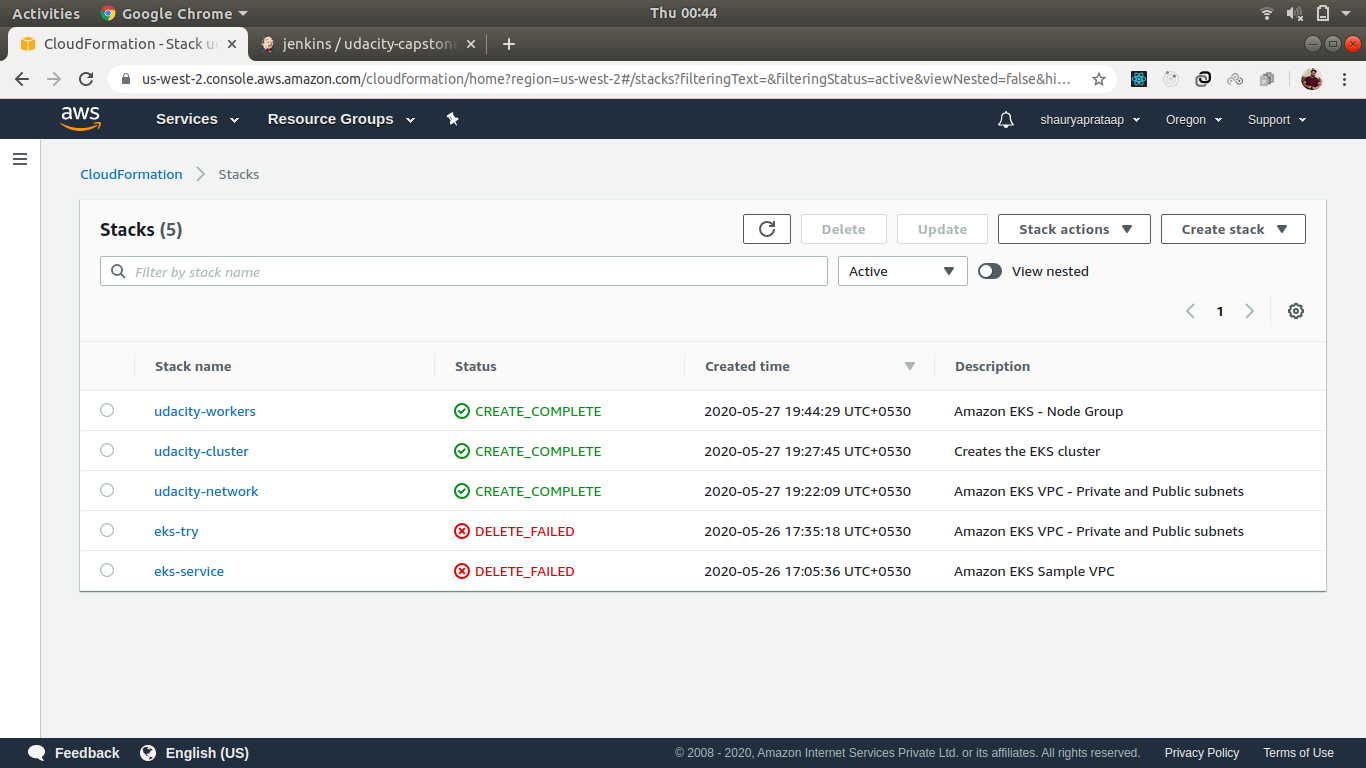 Activities Google Chrome Thu 00:44
CloudFormation - Stack jenkins / udacity-capstone
us-west-2.console.aws.amazon.com/cloudformation/home?region=us-west-2#/stacks?filteringText=&filteringStatus=active&viewNested=false&hi...
aws Services Resource Groups shauryaprataap Oregon Support
CloudFormation Stacks
Stacks (5) Delete Update Stack actions Create stack
Filter by stack name Active View nested
1
Stack name Status Created time Description
udacity-workers CREATE_COMPLETE 2020-05-27 19:44:29 UTC+0530 Amazon EKS - Node Group
udacity-cluster CREATE_COMPLETE 2020-05-27 19:27:45 UTC+0530 Creates the EKS cluster
udacity-network CREATE_COMPLETE 2020-05-27 19:22:09 UTC+0530 Amazon EKS VPC - Private and Public subnets
eks-try DELETE_FAILED 2020-05-26 17:35:18 UTC+0530 Amazon EKS VPC - Private and Public subnets
eks-service DELETE_FAILED 2020-05-26 17:05:36 UTC+0530 Amazon EKS Sample VPC
Feedback English (US) © 2008 - 2020, Amazon Internet Services Private Ltd. or its affiliates. All rights reserved. Privacy Policy Terms of Use